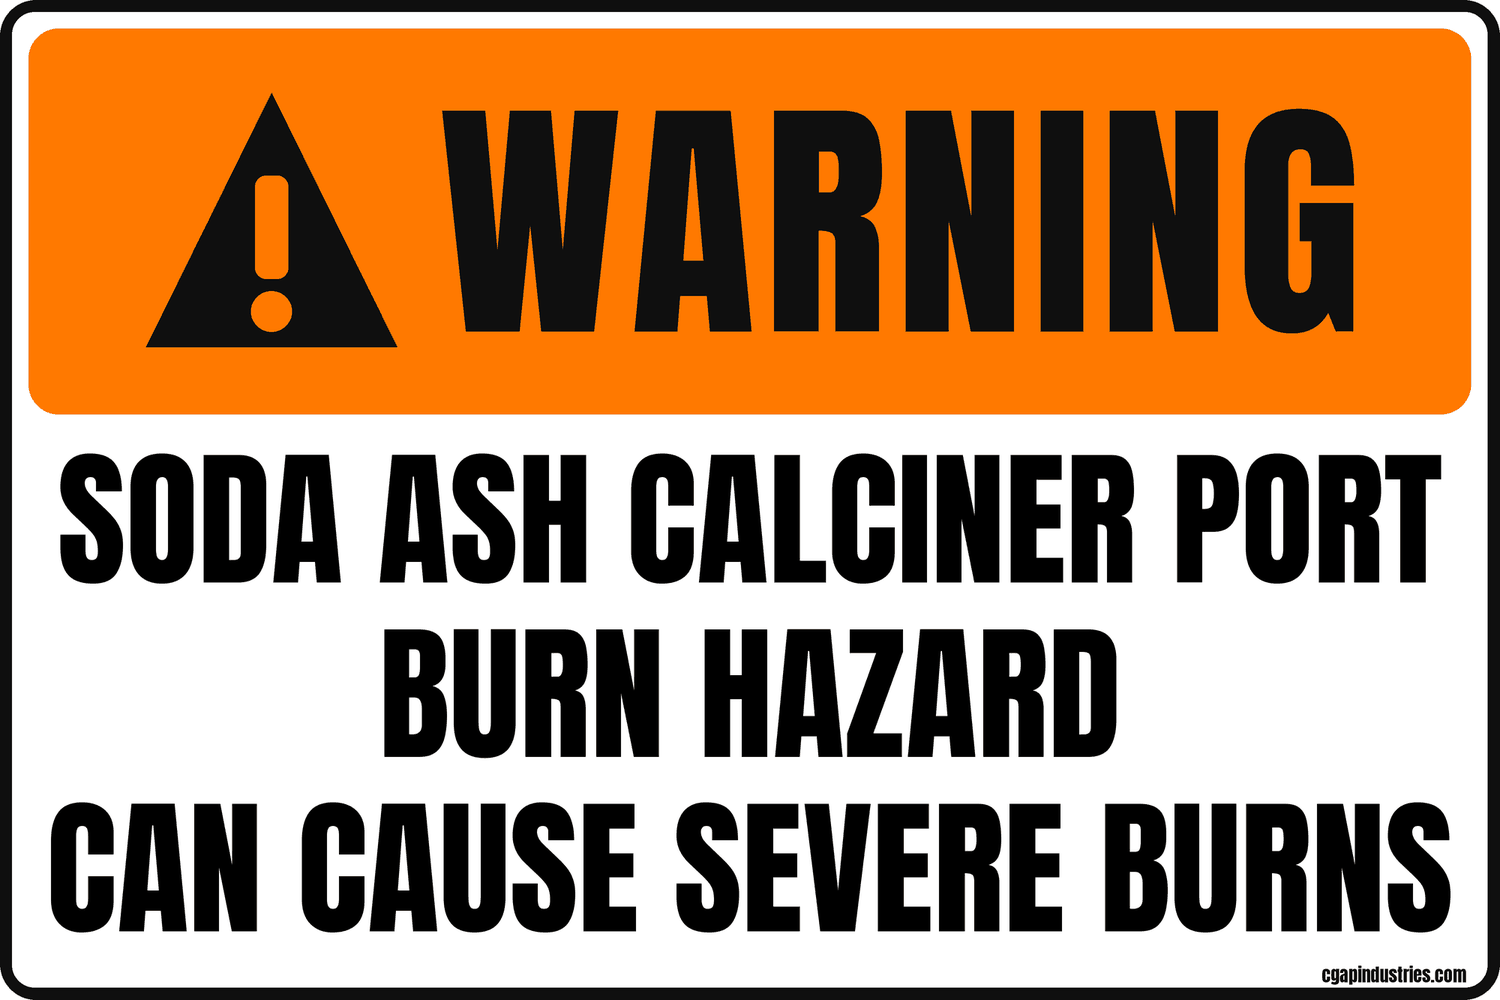 WARNING
SODA ASH CALCINER PORT
BURN HAZARD
CAN CAUSE SEVERE BURNS
cgapindustries.com